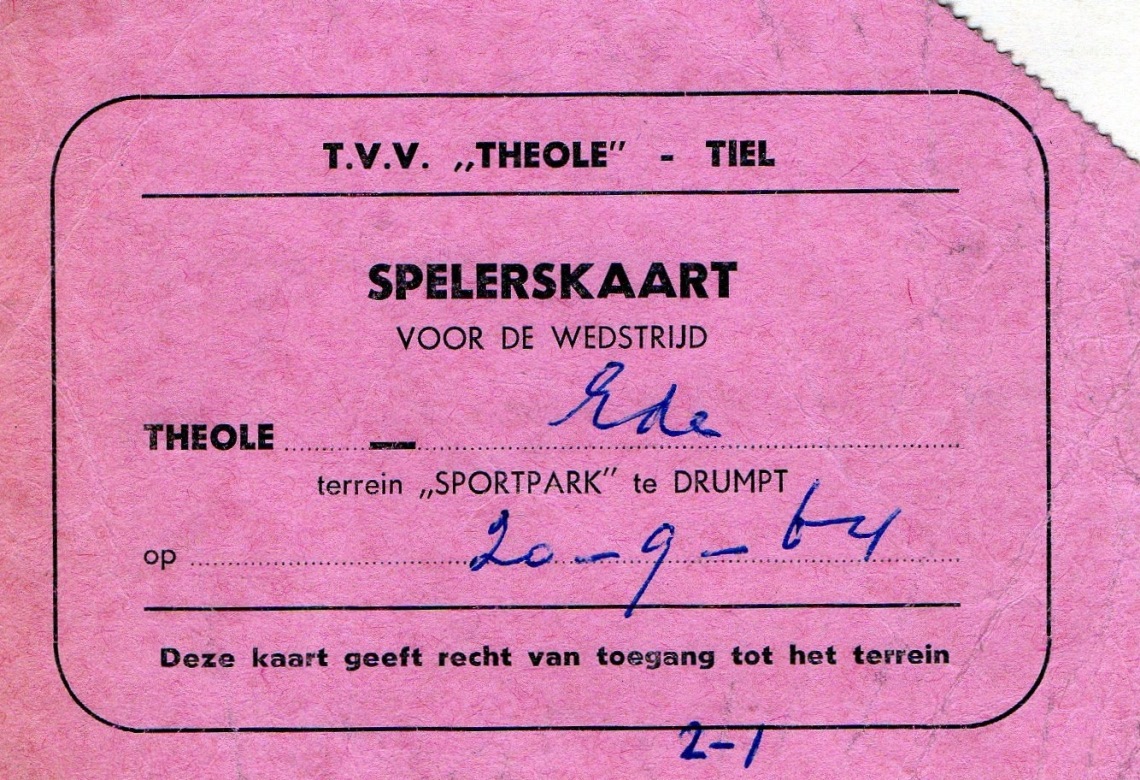 T.V.V. „THEOLE” - TIEL
SPELERSKAART
VOOR DE WEDSTRIJD
THEOLE — Ede
terrein „SPORTPARK” te DRUMPT
op 20-9-64
Deze kaart geeft recht van toegang tot het terrein
2-1